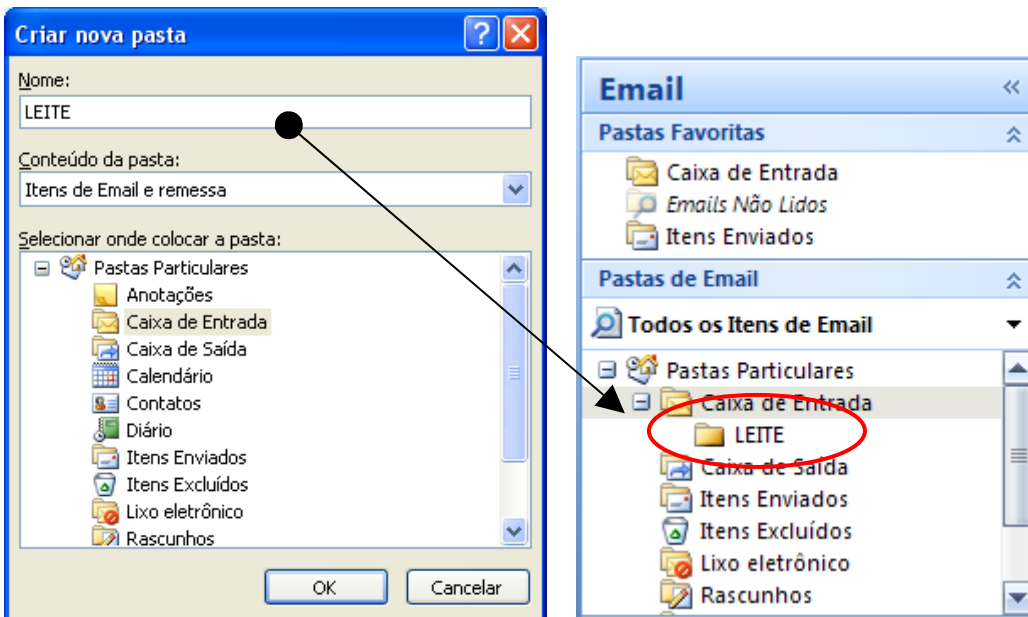 Criar nova pasta
Nome:
LEITE
Conteúdo da pasta:
Itens de Email e remessa
Selecionar onde colocar a pasta:
Pastas Particulares
Anotações
Caixa de Entrada
Caixa de Saída
Calendário
Contatos
Diário
Itens Enviados
Itens Excluídos
Lixo eletrônico
Rascunhos
OK
Cancelar
Email
Pastas Favoritas
Caixa de Entrada
Emails Não Lidos
Itens Enviados
Pastas de Email
Todos os Itens de Email
Pastas Particulares
Caixa de Entrada
LEITE
Caixa de Saída
Itens Enviados
Itens Excluídos
Lixo eletrônico
Rascunhos